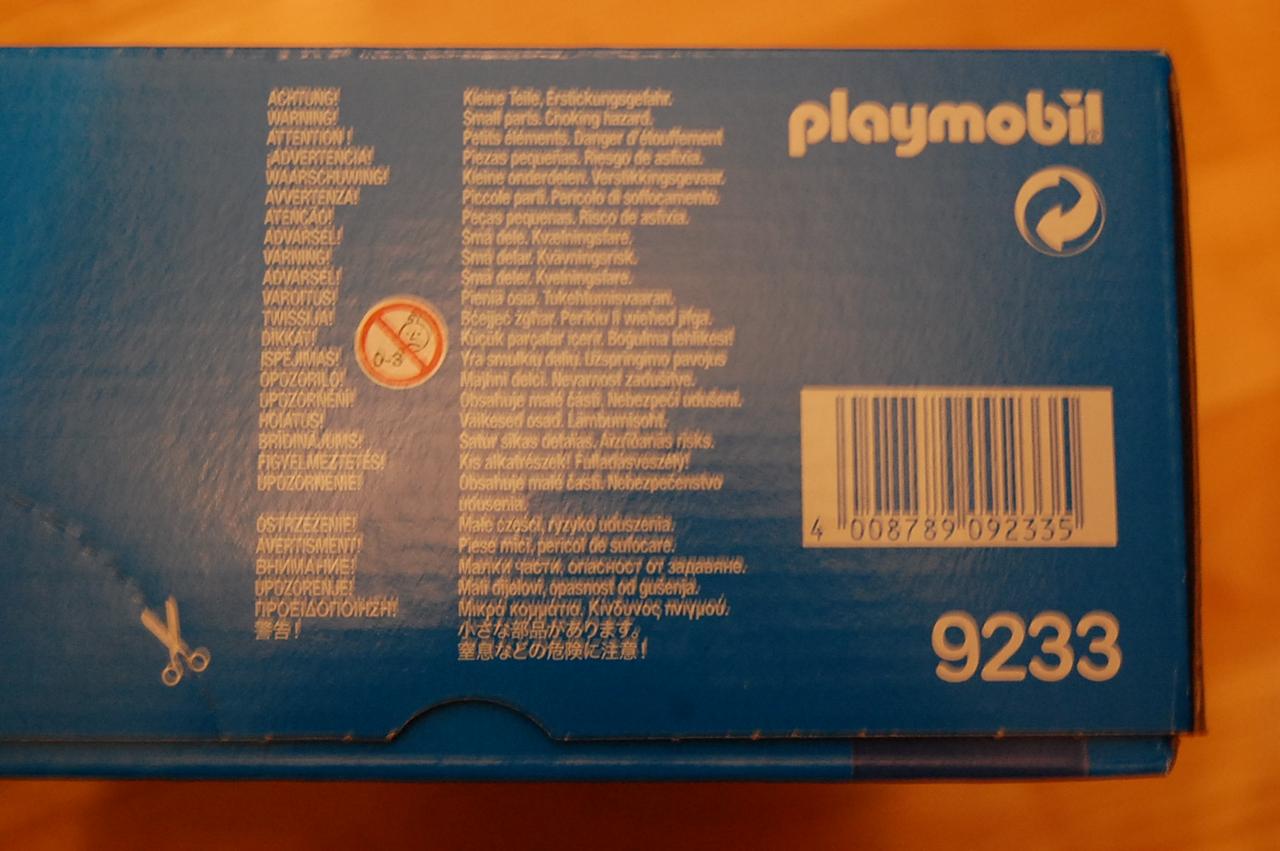 ACHTUNG! Kleine Teile, Erstickungsgefahr.
WARNING! Small parts. Choking hazard.
ATTENTION ! Petits éléments. Danger d'étouffement
¡ADVERTENCIA! Piezas pequeñas. Riesgo de asfixia.
WAARSCHUWING! Kleine onderdelen. Verstikkingsgevaar.
AVVERTENZA! Piccole parti. Pericolo di soffocamento.
ATENÇÃO! Peças pequenas. Risco de asfixia.
ADVARSEL! Små dele. Kvælningsfare.
VARNING! Små delar. Kvävningsrisk.
ADVARSEL! Små deler. Kvelningsfare.
VAROITUS! Pieniä osia. Tukehtumisvaaran.
TWISSIJA! Bċejjeċ żgħar. Periklu li wieħed jifga.
DİKKAT! Küçük parçalar içerir. Boğulma tehlikesi!
ĮSPĖJIMAS! Yra smulkių dalių. Užspringimo pavojus
OPOZORILO! Majhni delci. Nevarnost zadušitve.
UPOZORNĚNÍ! Obsahuje malé části. Nebezpečí udušení.
HOIATUS! Väikesed osad. Lämbumisoht.
BRĪDINĀJUMS! Satur sīkas detaļas. Aizrīšanās risks.
FIGYELMEZTETÉS! Kis alkatrészek! Fulladásveszély!
UPOZORNENIE! Obsahuje malé časti. Nebezpečenstvo
udusenia.
OSTRZEŻENIE! Małe części, ryzyko uduszenia.
AVERTISMENT! Piese mici, pericol de sufocare.
ВНИМАНИЕ! Малки части, опасност от задавяне.
UPOZORENJE! Mali dijelovi, opasnost od gušenja.
ΠΡΟΕΙΔΟΠΟΙΗΣΗ! Μικρά κομμάτια. Κίνδυνος πνιγμού.
警告! 小さな部品があります。
窒息などの危険に注意!
0-3
playmobil®
4 008789 092335
9233